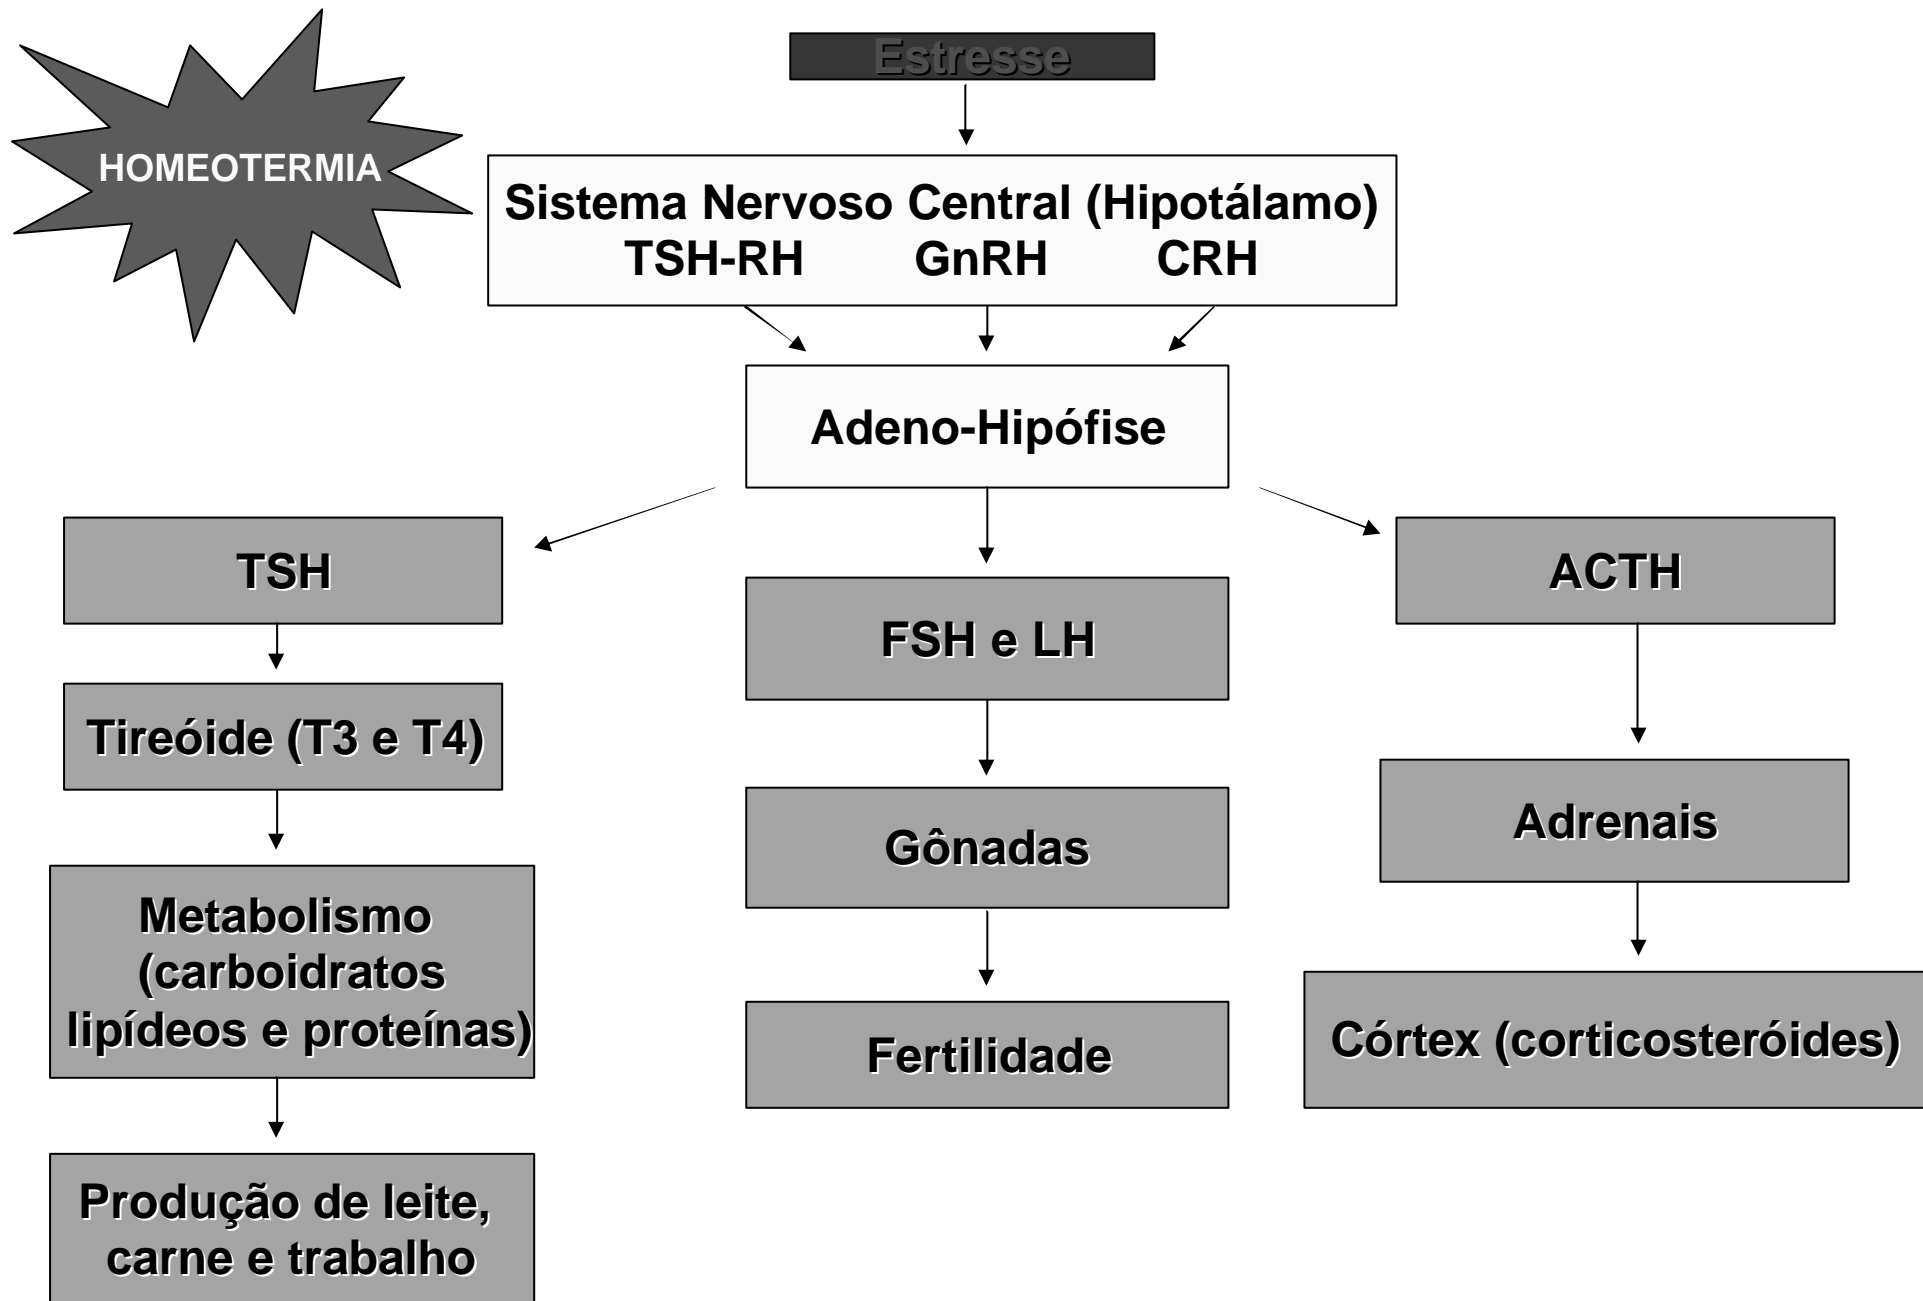 Estresse
HOMEOTERMIA
Sistema Nervoso Central (Hipotálamo)
TSH-RH GnRH CRH
Adeno-Hipófise
TSH
FSH e LH
ACTH
Tireóide (T3 e T4)
Gônadas
Adrenais
Metabolismo
(carboidratos
lipídeos e proteínas)
Fertilidade
Córtex (corticosteróides)
Produção de leite,
carne e trabalho